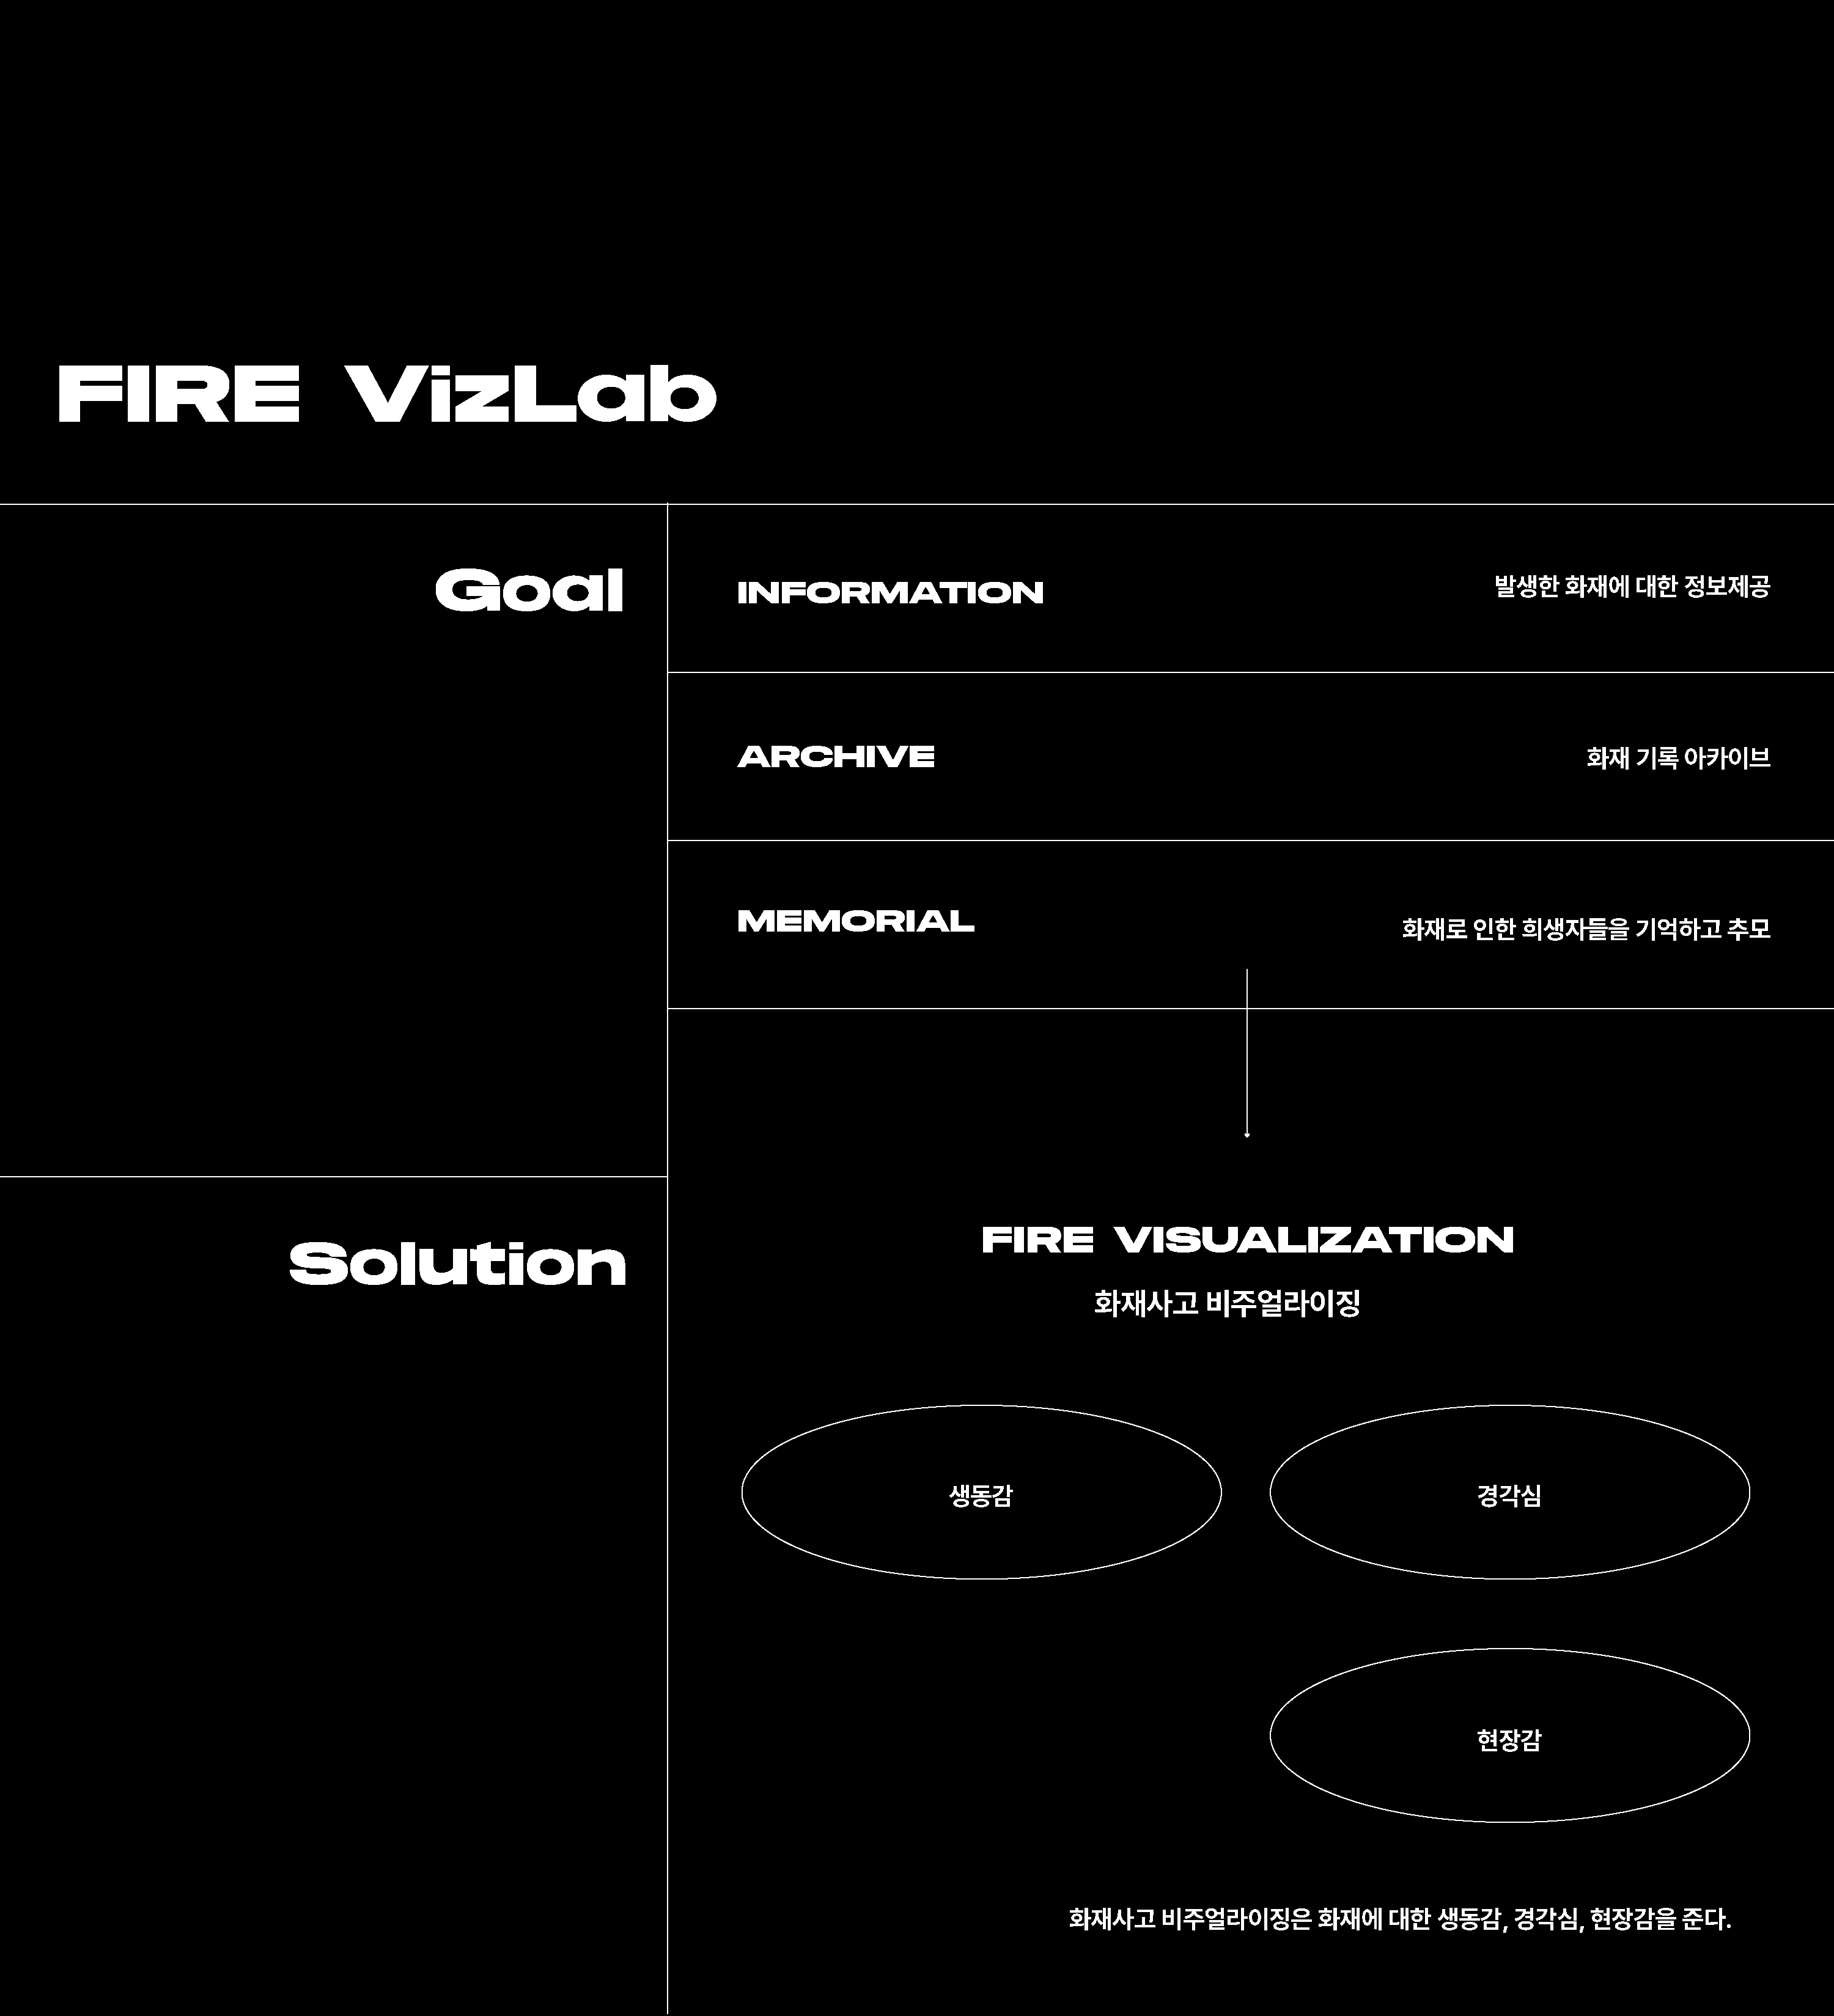 FIRE VizLab
Goal
INFORMATION
발생한 화재에 대한 정보제공
ARCHIVE
화재 기록 아카이브
MEMORIAL
화재로 인한 희생자들을 기억하고 추모
Solution
FIRE VISUALIZATION
화재사고 비주얼라이징
생동감
경각심
현장감
화재사고 비주얼라이징은 화재에 대한 생동감, 경각심, 현장감을 준다.